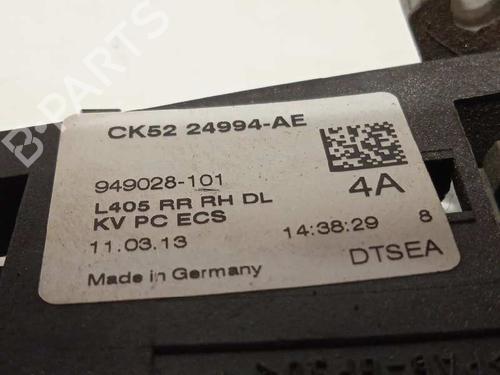 B-PARTS
CK52 24994-AE
949028-101
4A
L405 RR RH DL
KV PC ECS
11.03.13
14:38:29
8
Made in Germany
DTSEA